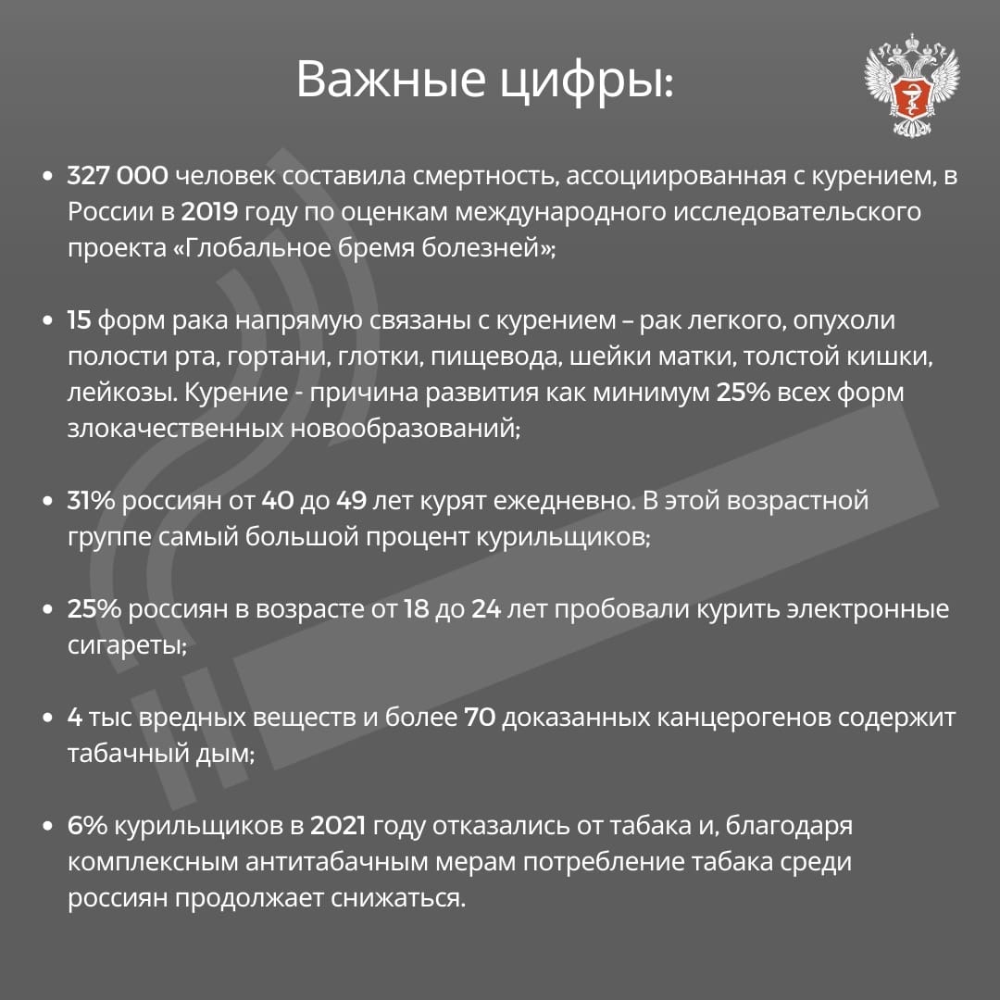 Важные цифры:
• 327 000 человек составила смертность, ассоциированная с курением, в
России в 2019 году по оценкам международного исследовательского
проекта «Глобальное бремя болезней»;
• 15 форм рака напрямую связаны с курением – рак легкого, опухоли
полости рта, гортани, глотки, пищевода, шейки матки, толстой кишки,
лейкозы. Курение - причина развития как минимум 25% всех форм
злокачественных новообразований;
• 31% россиян от 40 до 49 лет курят ежедневно. В этой возрастной
группе самый большой процент курильщиков;
• 25% россиян в возрасте от 18 до 24 лет пробовали курить электронные
сигареты;
• 4 тыс вредных веществ и более 70 доказанных канцерогенов содержит
табачный дым;
• 6% курильщиков в 2021 году отказались от табака и, благодаря
комплексным антитабачным мерам потребление табака среди
россиян продолжает снижаться.